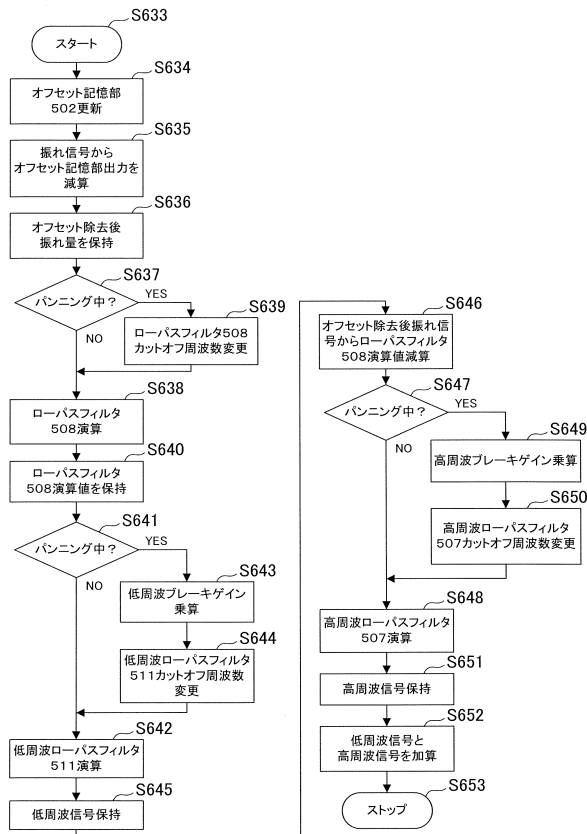 S633
スタート
S634
オフセット記憶部
502更新
S635
振れ信号から
オフセット記憶部出力を
減算
S636
オフセット除去後
振れ量を保持
S637
パンニング中？
YES
NO
S639
ローパスフィルタ508
カットオフ周波数変更
S638
ローパスフィルタ
508演算
S640
ローパスフィルタ
508演算値を保持
S641
パンニング中？
YES
NO
S643
低周波ブレーキゲイン
乗算
S644
低周波ローパスフィルタ
511カットオフ周波数
変更
S642
低周波ローパスフィルタ
511演算
S645
低周波信号保持
S646
オフセット除去後振れ信
号からローパスフィルタ
508演算値減算
S647
パンニング中？
YES
NO
S649
高周波ブレーキゲイン乗算
S650
高周波ローパスフィルタ
507カットオフ周波数変更
S648
高周波ローパスフィルタ
507演算
S651
高周波信号保持
S652
低周波信号と
高周波信号を加算
S653
ストップ